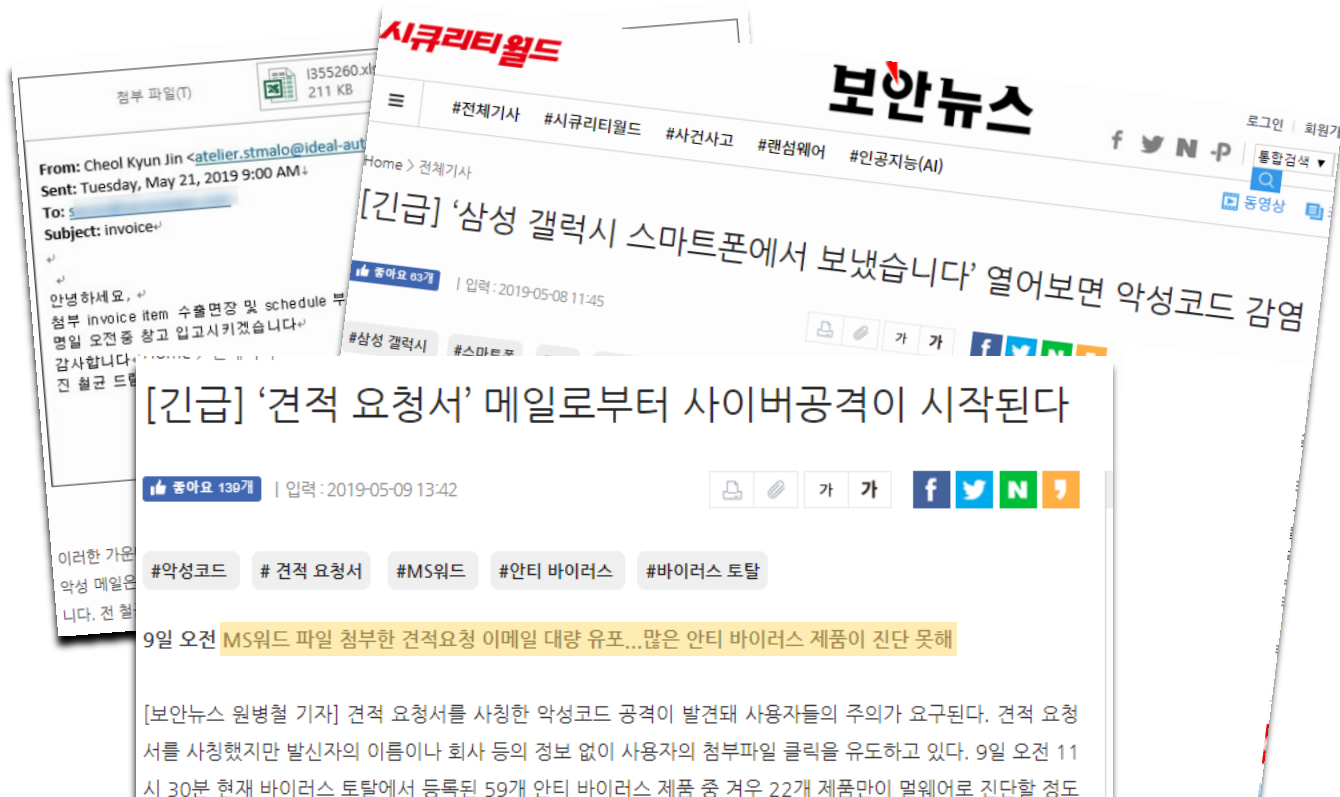 첨부 파일(T)
I355260.xls
211 KB
From: Cheol Kyun Jin <atelier.stmalo@ideal-aut
Sent: Tuesday, May 21, 2019 9:00 AM↓
To: s
Subject: invoice↵
↵
↵
안녕하세요, ↵
첨부 invoice item 수출면장 및 schedule 부
명일 오전중 창고 입고시키겠습니다↵
감사합니다.
진 철균 드림
이러한 가운
악성 메일은
니다. 전 철
시큐리티월드
보안뉴스
로그인 | 회원가
≡ #전체기사 #시큐리티월드 #사건사고 #랜섬웨어 #인공지능(AI)
통합검색 ▼
동영상
Home > 전체기사
[긴급] ‘삼성 갤럭시 스마트폰에서 보냈습니다’ 열어보면 악성코드 감염
좋아요 63개 | 입력 : 2019-05-08 11:45
가 가
#삼성 갤럭시 #스마트폰
[긴급] ‘견적 요청서’ 메일로부터 사이버공격이 시작된다
좋아요 139개 | 입력 : 2019-05-09 13:42
가 가
#악성코드 # 견적 요청서 #MS워드 #안티 바이러스 #바이러스 토탈
9일 오전 MS워드 파일 첨부한 견적요청 이메일 대량 유포...많은 안티 바이러스 제품이 진단 못해
[보안뉴스 원병철 기자] 견적 요청서를 사칭한 악성코드 공격이 발견돼 사용자들의 주의가 요구된다. 견적 요청
서를 사칭했지만 발신자의 이름이나 회사 등의 정보 없이 사용자의 첨부파일 클릭을 유도하고 있다. 9일 오전 11
시 30분 현재 바이러스 토탈에서 등록된 59개 안티 바이러스 제품 중 겨우 22개 제품만이 멀웨어로 진단할 정도